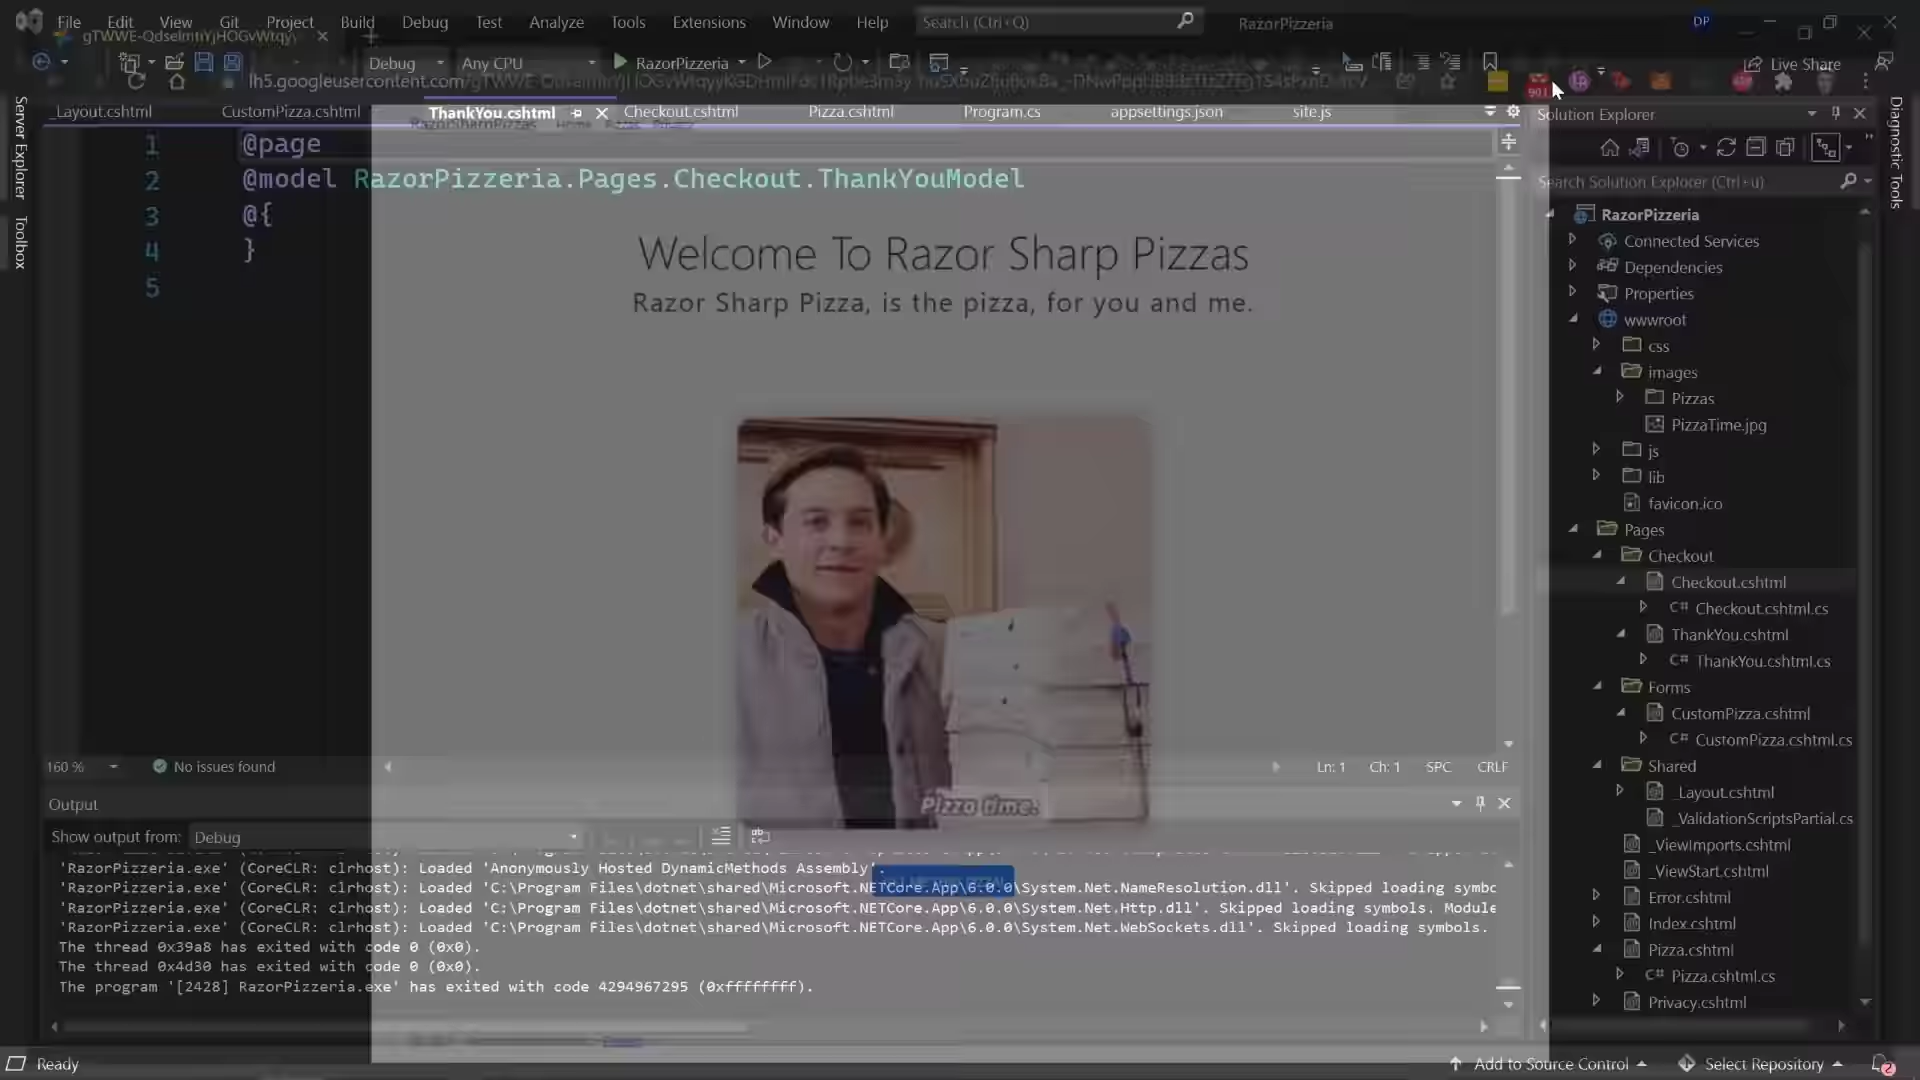 File Edit View Git Project Build Debug Test Analyze Tools Extensions Window Help Search (Ctrl+Q) RazorPizzeria DP
Debug Any CPU RazorPizzeria Live Share
lh5.googleusercontent.com
_Layout.cshtml CustomPizza.cshtml ThankYou.cshtml Checkout.cshtml Pizza.cshtml Program.cs appsettings.json site.js
RazorSharpPizzas Home Pizzas Privacy
Server Explorer
Toolbox
1 @page
2 @model RazorPizzeria.Pages.Checkout.ThankYouModel
3 @{
4 }
5
Welcome To Razor Sharp Pizzas
Razor Sharp Pizza, is the pizza, for you and me.
Pizza time.
160 % No issues found Ln: 1 Ch: 1 SPC CRLF
Output
Show output from: Debug
'RazorPizzeria.exe' (CoreCLR: clrhost): Loaded 'Anonymously Hosted DynamicMethods Assembly'.
'RazorPizzeria.exe' (CoreCLR: clrhost): Loaded 'C:\Program Files\dotnet\shared\Microsoft.NETCore.App\6.0.0\System.Net.NameResolution.dll'. Skipped loading symbo
'RazorPizzeria.exe' (CoreCLR: clrhost): Loaded 'C:\Program Files\dotnet\shared\Microsoft.NETCore.App\6.0.0\System.Net.Http.dll'. Skipped loading symbols. Module
'RazorPizzeria.exe' (CoreCLR: clrhost): Loaded 'C:\Program Files\dotnet\shared\Microsoft.NETCore.App\6.0.0\System.Net.WebSockets.dll'. Skipped loading symbols.
The thread 0x39a8 has exited with code 0 (0x0).
The thread 0x4d30 has exited with code 0 (0x0).
The program '[2428] RazorPizzeria.exe' has exited with code 4294967295 (0xffffffff).
Solution Explorer
Search Solution Explorer (Ctrl+u)
RazorPizzeria
Connected Services
Dependencies
Properties
wwwroot
css
images
Pizzas
PizzaTime.jpg
js
lib
favicon.ico
Pages
Checkout
Checkout.cshtml
C# Checkout.cshtml.cs
ThankYou.cshtml
C# ThankYou.cshtml.cs
Forms
CustomPizza.cshtml
C# CustomPizza.cshtml.cs
Shared
_Layout.cshtml
_ValidationScriptsPartial.cs
_ViewImports.cshtml
_ViewStart.cshtml
Error.cshtml
Index.cshtml
Pizza.cshtml
C# Pizza.cshtml.cs
Privacy.cshtml
Diagnostic Tools
Ready Add to Source Control Select Repository 2